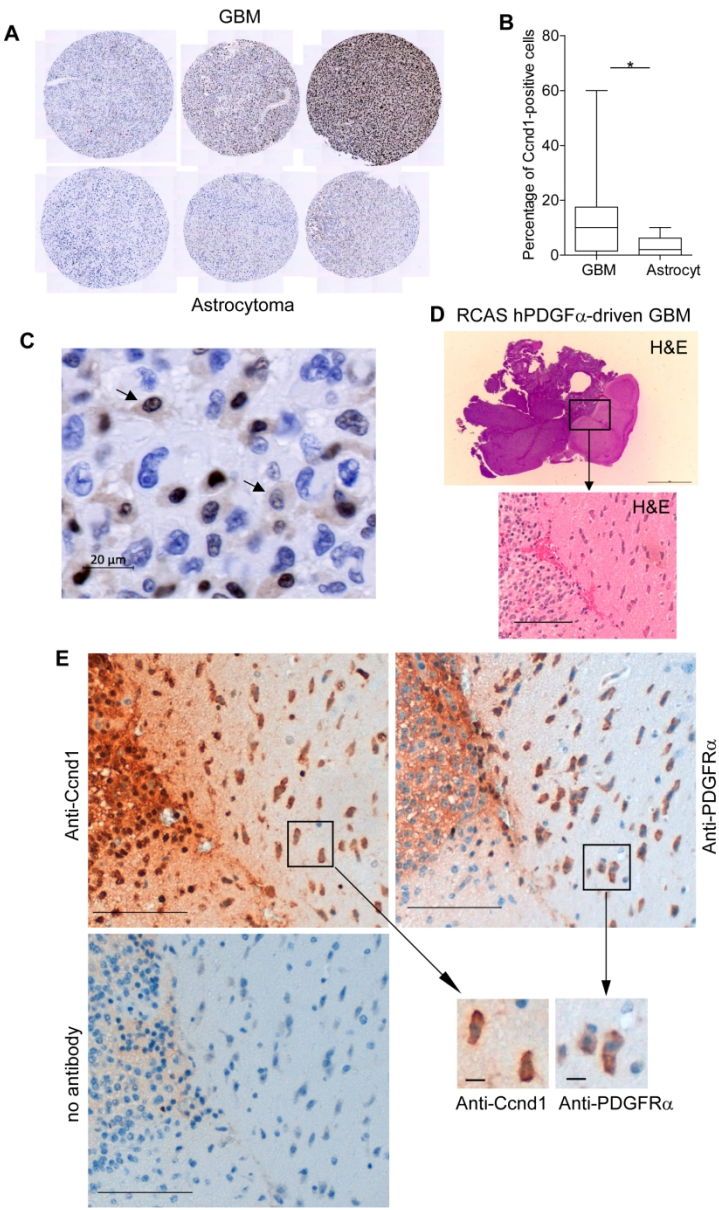 A
GBM
Astrocytoma
B
Percentage of Ccnd1-positive cells
80
60
40
20
0
*
GBM
Astrocyt
C
20 μm
D
RCAS hPDGFα-driven GBM
H&E
H&E
E
Anti-Ccnd1
Anti-PDGFRα
no antibody
Anti-Ccnd1
Anti-PDGFRα